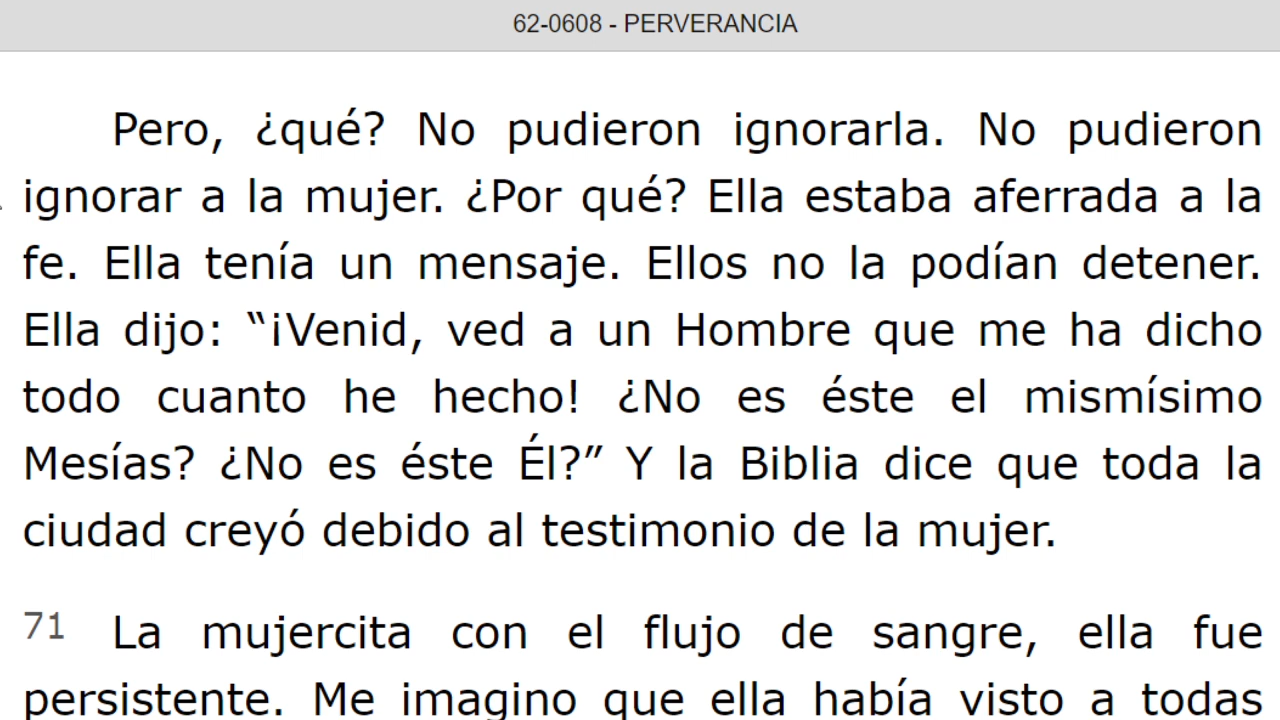 62-0608 - PERVERANCIA
Pero, ¿qué? No pudieron ignorarla. No pudieron
ignorar a la mujer. ¿Por qué? Ella estaba aferrada a la
fe. Ella tenía un mensaje. Ellos no la podían detener.
Ella dijo: “¡Venid, ved a un Hombre que me ha dicho
todo cuanto he hecho! ¿No es éste el mismísimo
Mesías? ¿No es éste Él?” Y la Biblia dice que toda la
ciudad creyó debido al testimonio de la mujer.
71 La mujercita con el flujo de sangre, ella fue
persistente. Me imagino que ella había visto a todas